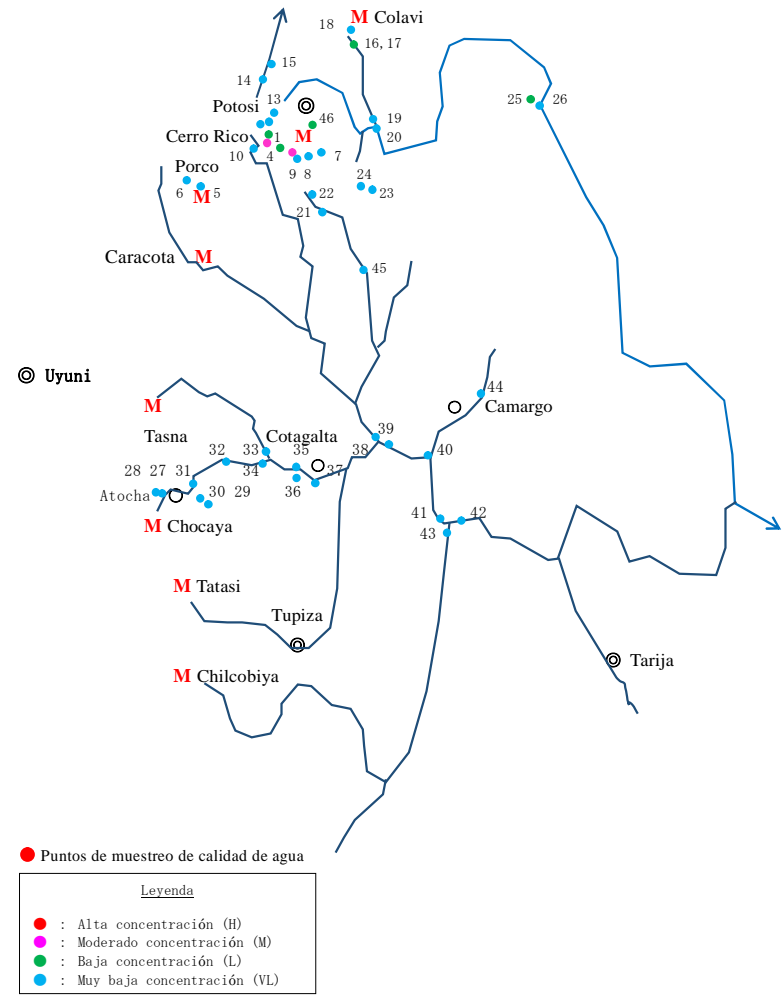 18 M Colavi
16,17
15
14
13
Potosi
46
19
25 26
Cerro Rico
1
M
20
10 4
7
Porco
9 8
6 5
M
24
23
22
21
Caracota M
45
Uyuni
44
M
Camargo
Tasna
Cotagalta
39
32 33 35 38
40
28 27 31 34 37
Atocha 30 29 36
M Chocaya
41 42
43
M Tatasi
Tupiza
Tarija
M Chilcobiya
Puntos de muestreo de calidad de agua
Leyenda
: Alta concentración (H)
: Moderado concentración (M)
: Baja concentración (L)
: Muy baja concentración (VL)